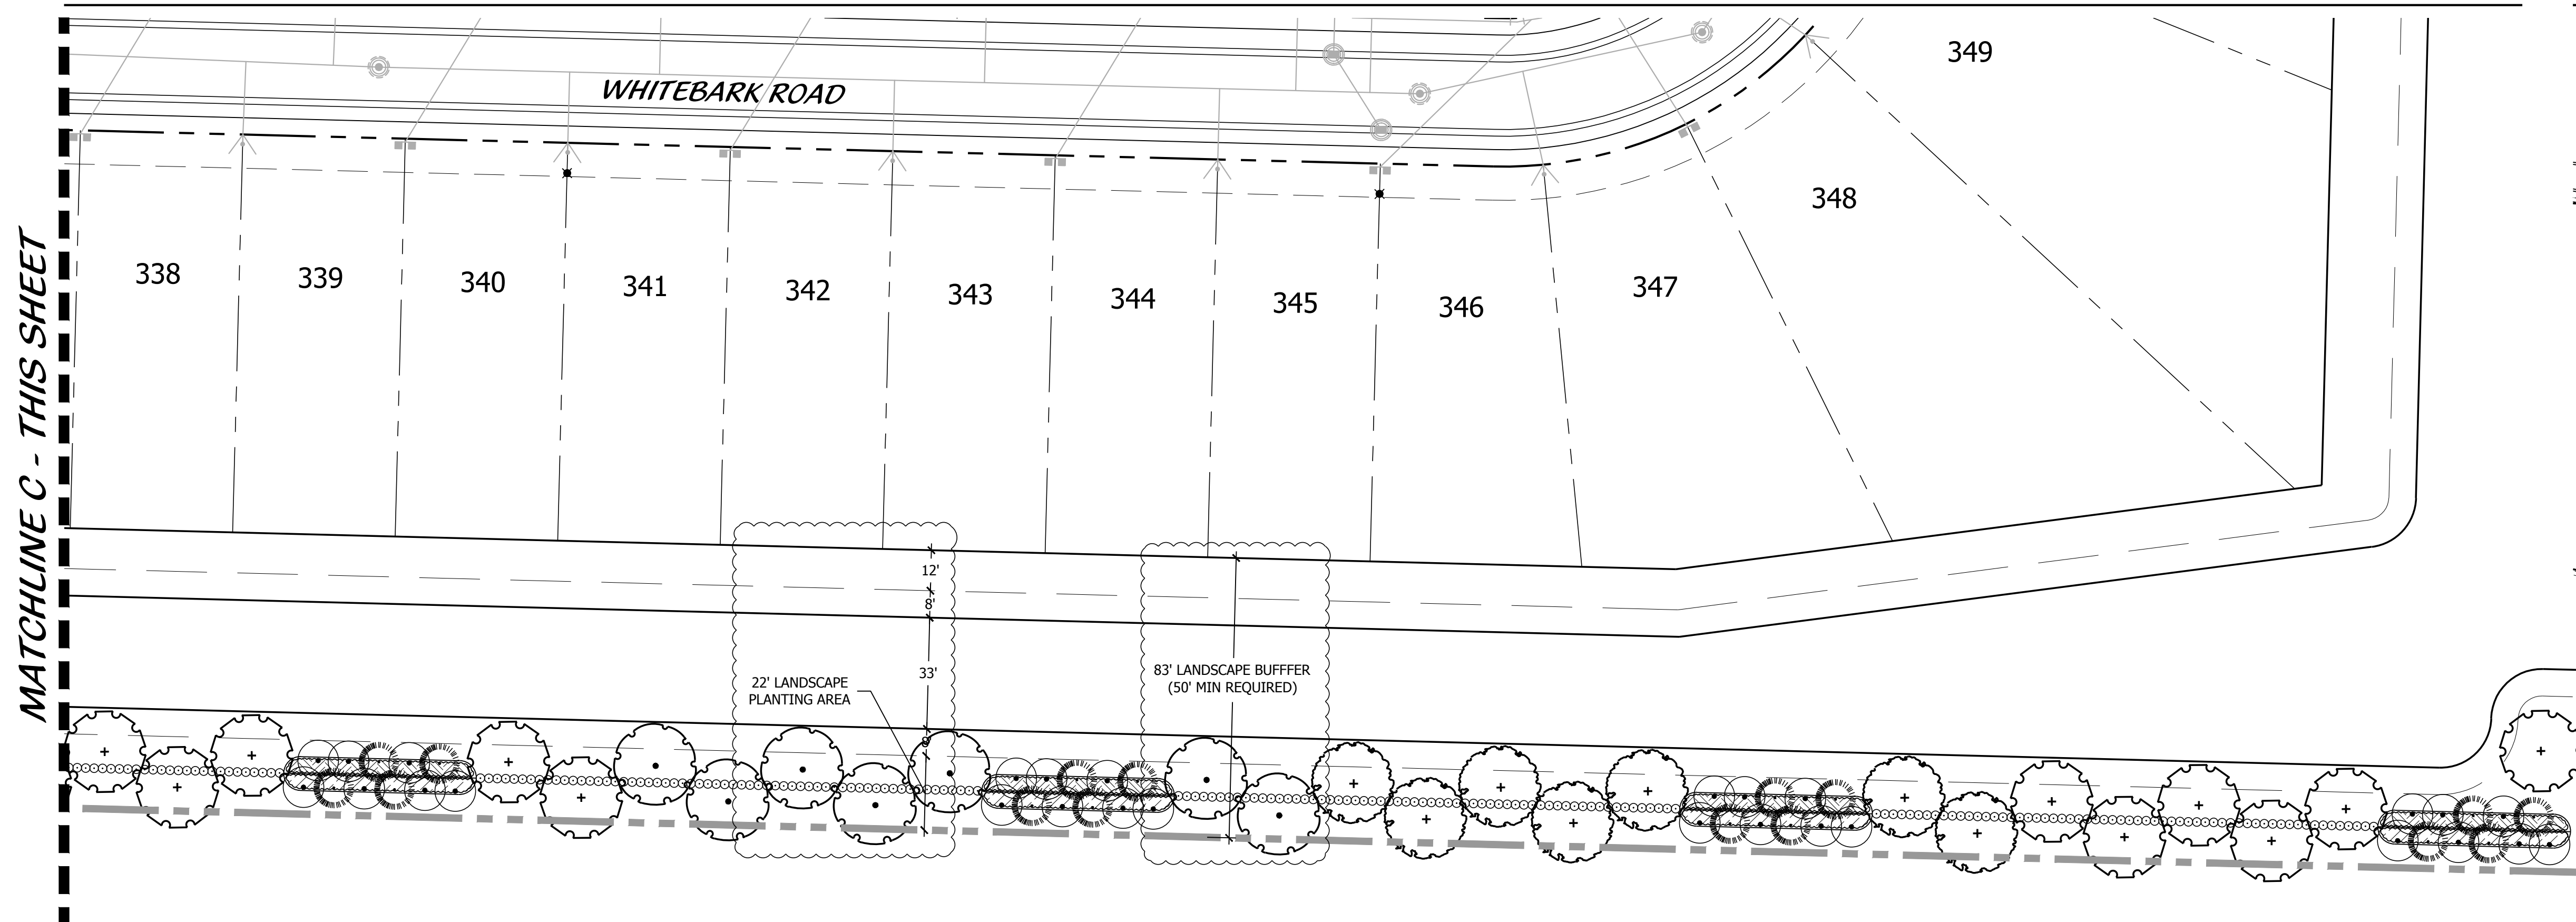 349
WHITEBARK ROAD
348
338
339
340
341
342
343
344
345
346
347
MATCHLINE C - THIS SHEET
12'
8'
33'
22' LANDSCAPE
PLANTING AREA
83' LANDSCAPE BUFFFER
(50' MIN REQUIRED)